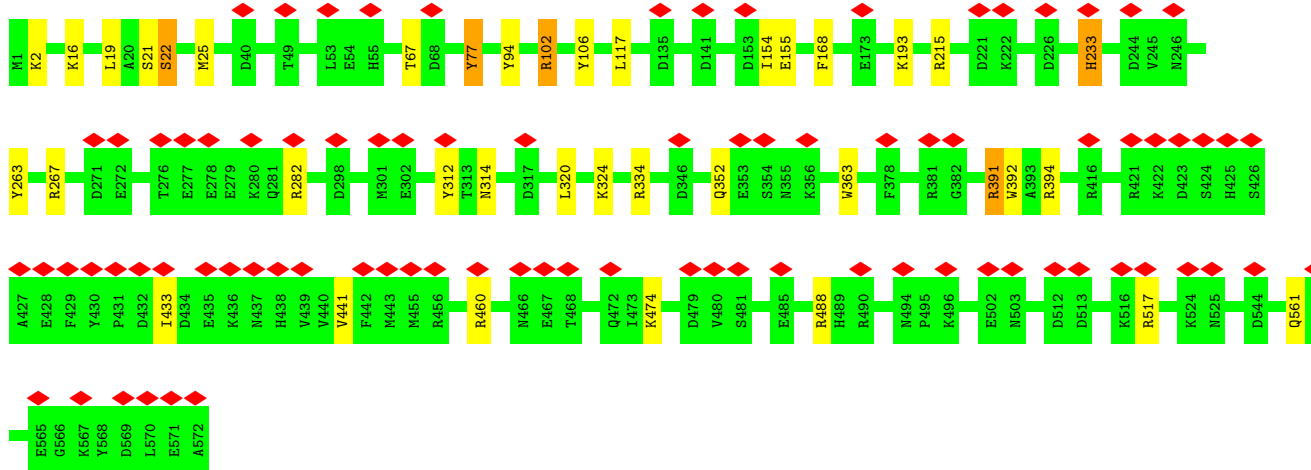 M1 K2 K16 L19 A20 S21 S22 M25 D40 T49 L53 E54 H55 T67 D68 Y77 Y94 R102 Y106 L117 D135 D141 D153 I154 E155 F168 E173 K193 R215 D221 K222 D226 H233 D244 V245 N246
Y263 R267 D271 E272 T276 E277 E278 E279 K280 Q281 R282 D298 M301 E302 Y312 T313 N314 D317 L320 K324 R334 D346 Q352 E353 S354 N355 K356 W363 F378 R381 G382 R391 W392 A393 R394 R416 R421 K422 D423 S424 H425 S426
A427 E428 F429 Y430 P431 D432 I433 D434 E435 K436 N437 H438 V439 V440 V441 F442 M443 M455 R456 R460 N466 E467 T468 Q472 I473 K474 D479 V480 S481 E485 R488 H489 R490 N494 P495 K496 E502 N503 D512 D513 K516 R517 K524 N525 D544 Q561
E565 G566 K567 Y568 D569 L570 E571 A572